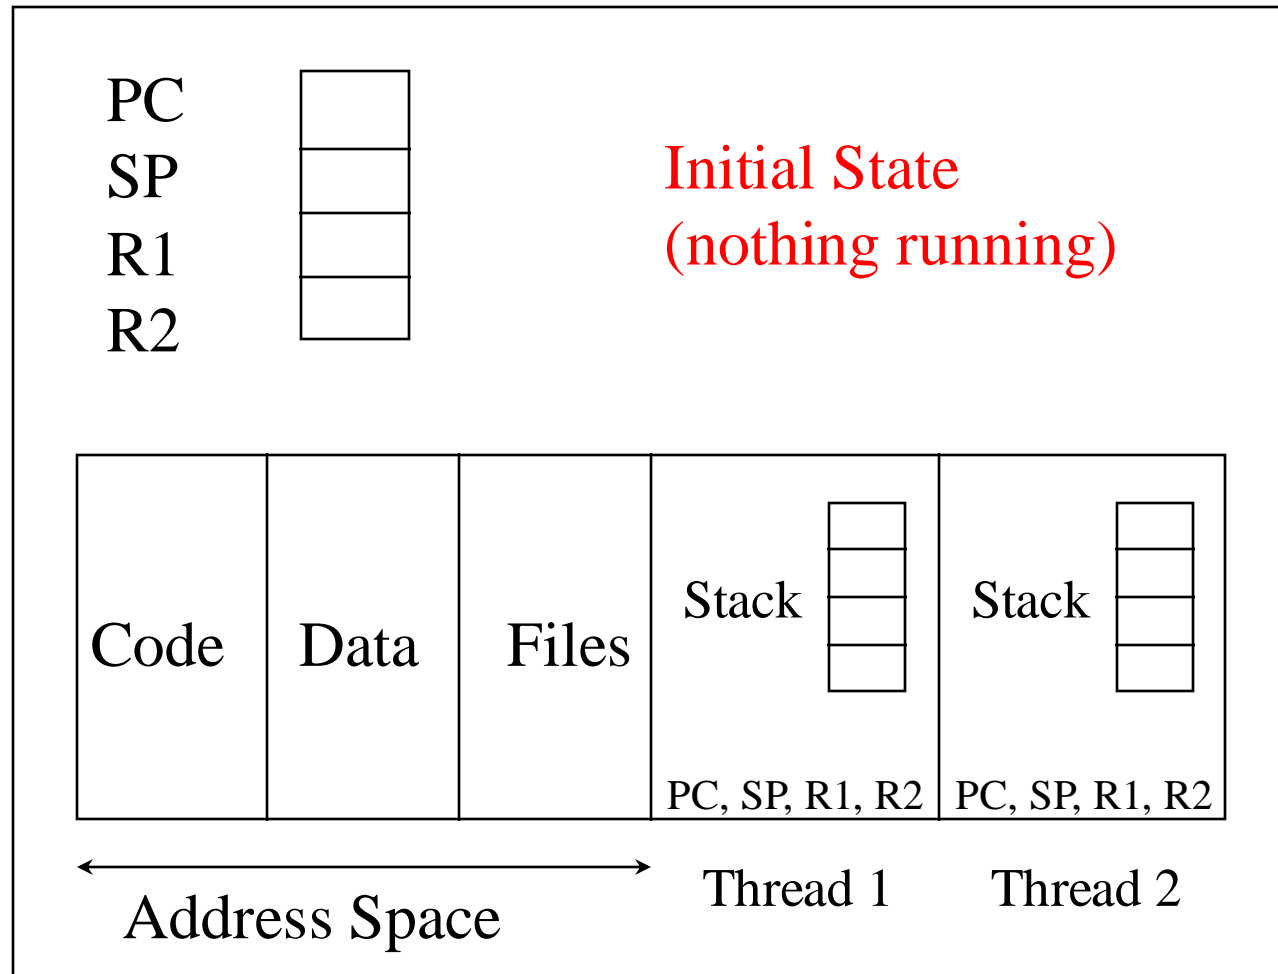 PC
SP
R1
R2
Initial State
(nothing running)
Code
Data
Files
Stack
PC, SP, R1, R2
Stack
PC, SP, R1, R2
Address Space
Thread 1
Thread 2